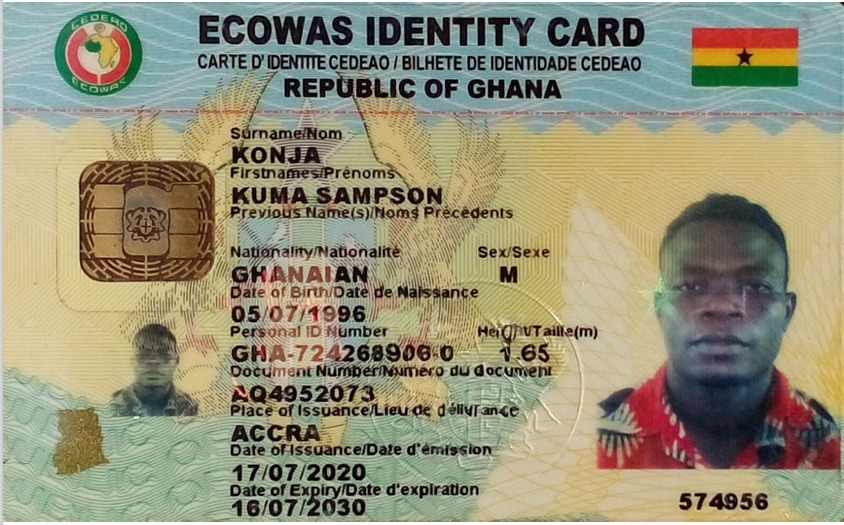 CEDEAO
ECOWAS
ECOWAS IDENTITY CARD
CARTE D' IDENTITE CEDEAO / BILHETE DE IDENTIDADE CEDEAO
REPUBLIC OF GHANA
Surname/Nom
KONJA
Firstnames/Prénoms
KUMA SAMPSON
Previous Name(s)/Noms Précédents
Nationality/Nationalité Sex/Sexe
GHANAIAN M
Date of Birth/Date de Naissance
05/07/1996
Personal ID Number Height/Taille(m)
GHA-724268906-0 1.65
Document Number/Numéro du document
AQ4952073
Place of Issuance/Lieu de délivrance
ACCRA
Date of Issuance/Date d'émission
17/07/2020
Date of Expiry/Date d'expiration
16/07/2030
574956